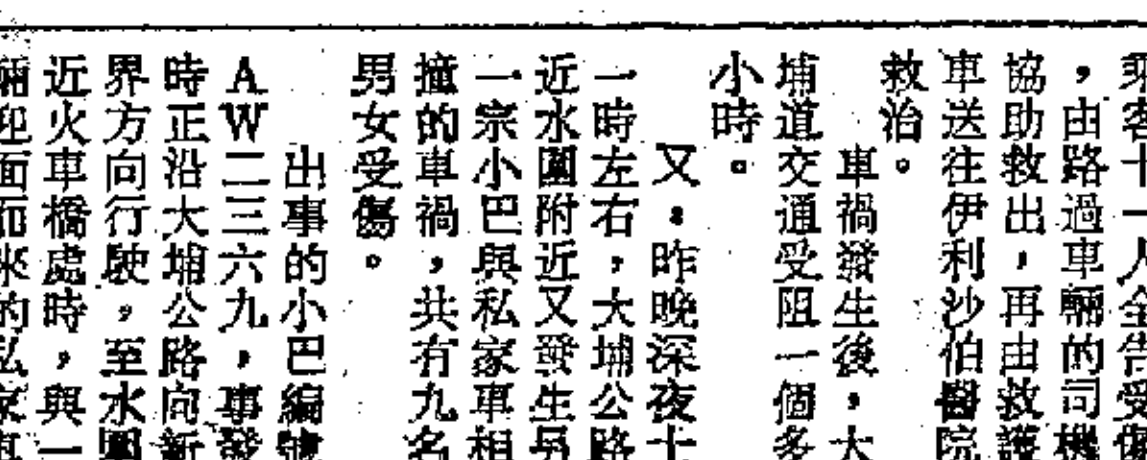 乘客十一人全告受傷
，由路過車輛的司機
協助救出，再由救護
車送往伊利沙伯醫院
救治。
車禍發生後，大
埔道交通受阻一個多
小時。
又：昨晚深夜十
一時左右，大埔公路
近水圍附近又發生另
一宗小巴與私家車相
撞的車禍，共有九名
男女受傷。
出事的小巴編號
AW二三六九，事發
時正沿大埔公路向新
界方向行駛，至水圍
近火車橋處時，與一
輛迎面而來的私家車